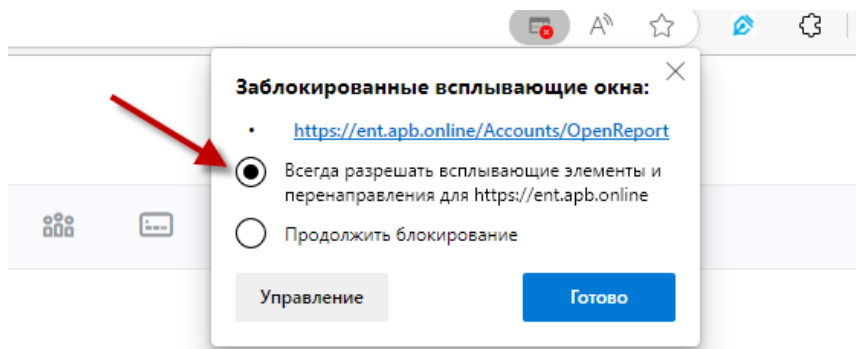 A
Заблокированные всплывающие окна:
• https://ent.apb.online/Accounts/OpenReport
Всегда разрешать всплывающие элементы и
перенаправления для https://ent.apb.online
Продолжить блокирование
Управление
Готово